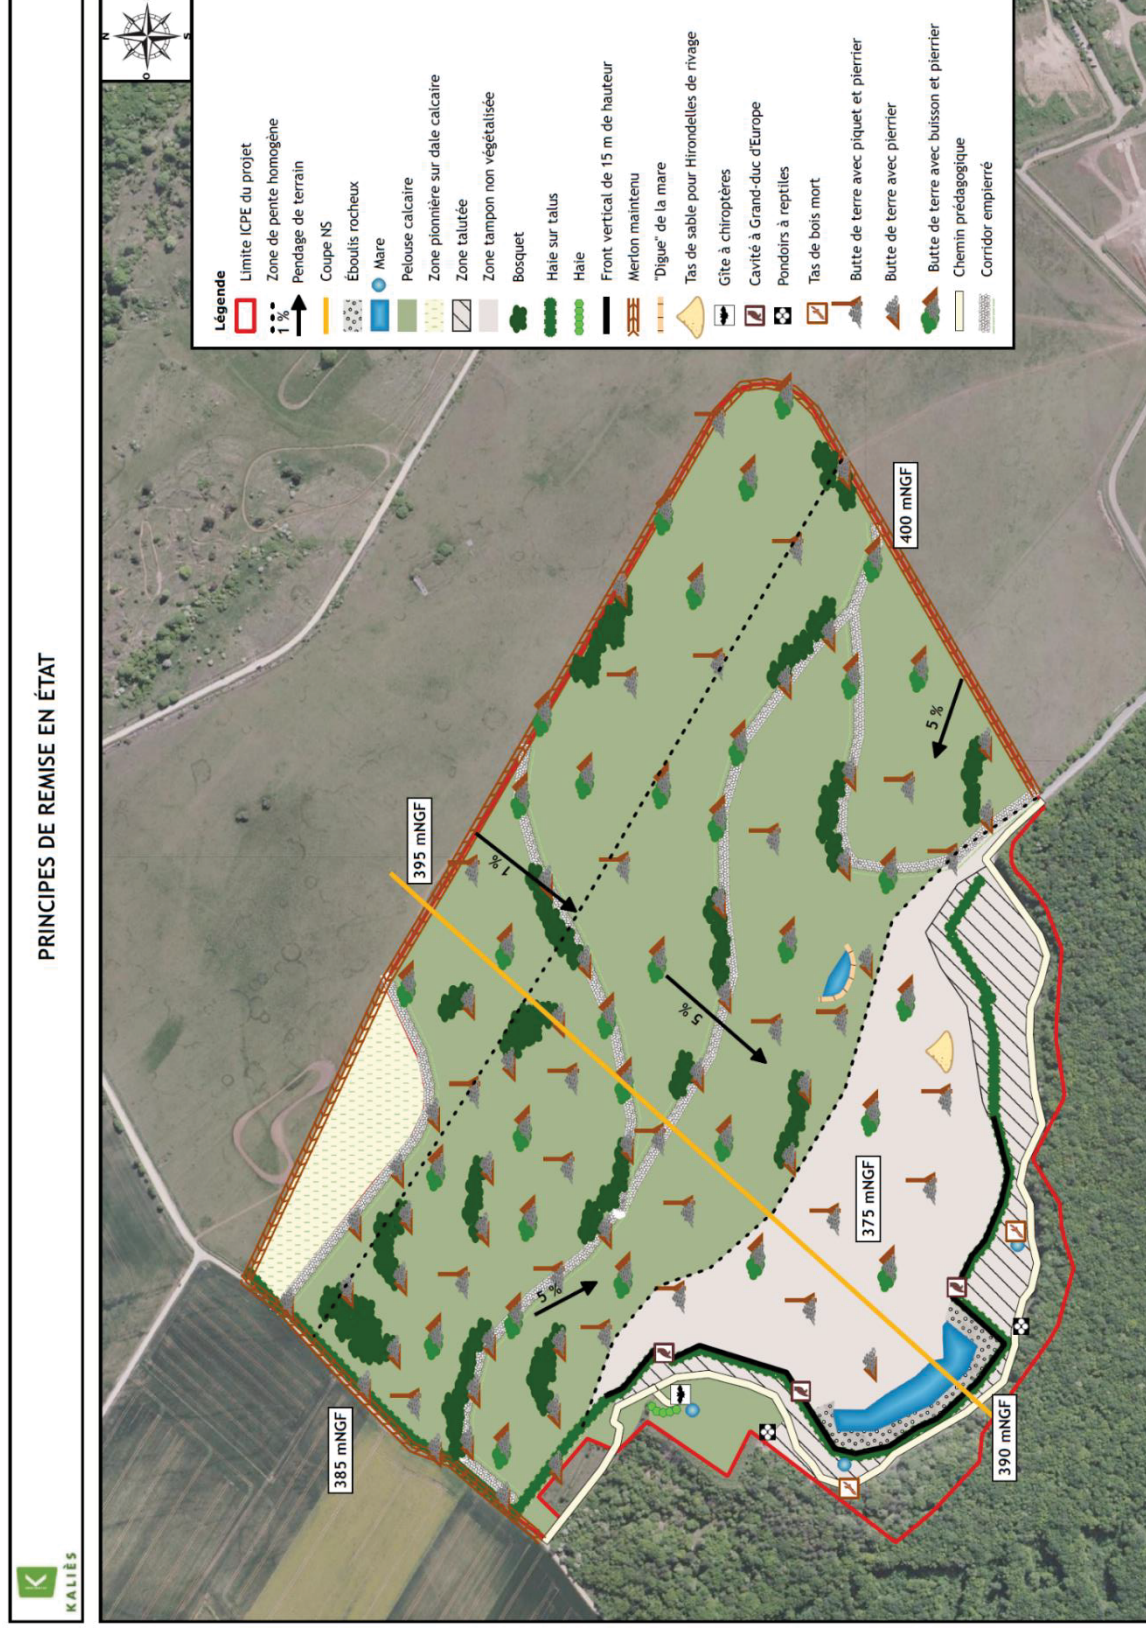 PRINCIPES DE REMISE EN ÉTAT
K
KALIÈS
N
S
O
Légende
Limite ICPE du projet
Zone de pente homogène
1 %
Pendage de terrain
Coupe NS
Éboulis rocheux
Mare
Pelouse calcaire
Zone pionnière sur dale calcaire
Zone talutée
Zone tampon non végétalisée
Bosquet
Haie sur talus
Haie
Front vertical de 15 m de hauteur
Merlon maintenu
"Digue" de la mare
Tas de sable pour Hirondelles de rivage
Gîte à chiroptères
Cavité à Grand-duc d'Europe
Pondoirs à reptiles
Tas de bois mort
Butte de terre avec piquet et pierrier
Butte de terre avec pierrier
Butte de terre avec buisson et pierrier
Chemin pédagogique
Corridor empierré
395 mNGF
385 mNGF
400 mNGF
375 mNGF
390 mNGF
1 %
5 %
5 %
5 %